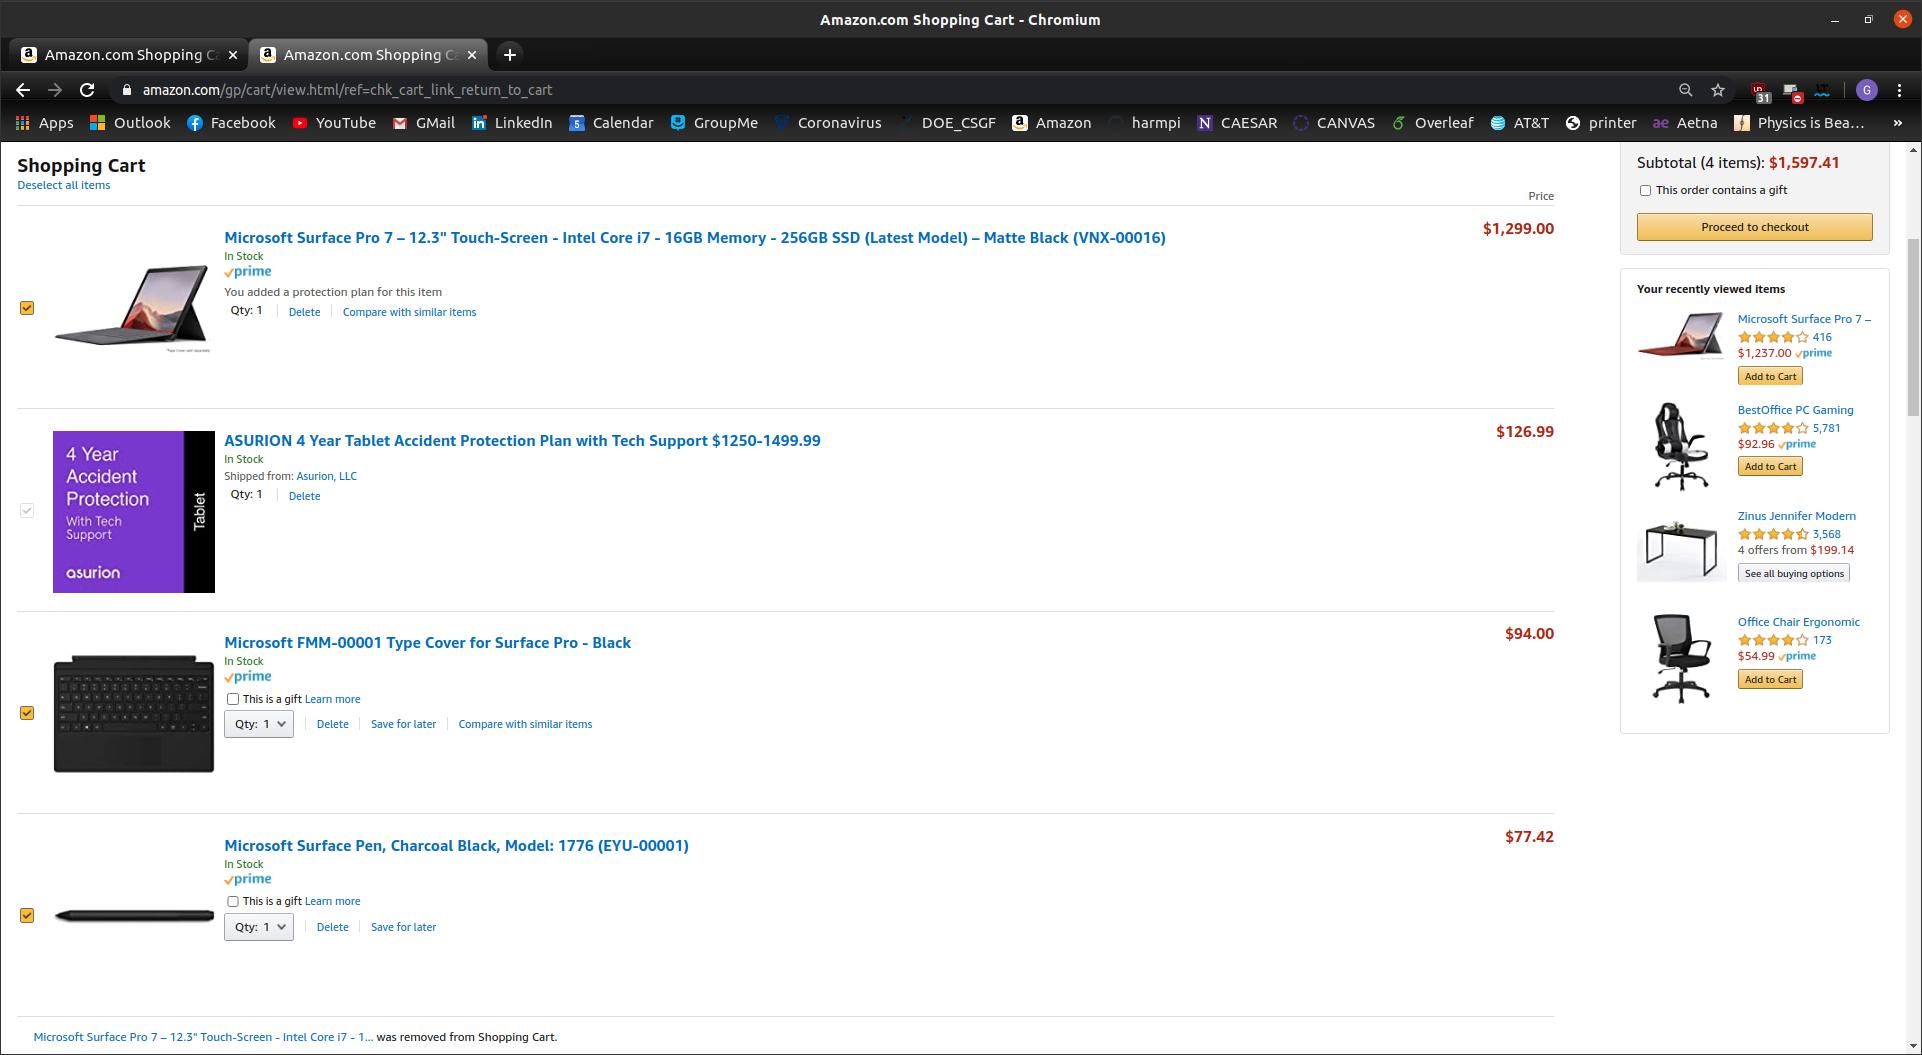 Amazon.com Shopping Cart - Chromium
Amazon.com Shopping C
Amazon.com Shopping C
amazon.com/gp/cart/view.html/ref=chk_cart_link_return_to_cart
31
G
Apps Outlook Facebook YouTube GMail LinkedIn Calendar GroupMe Coronavirus DOE_CSGF Amazon harmpi CAESAR CANVAS Overleaf AT&T printer Aetna Physics is Bea... »
Shopping Cart
Deselect all items
Price
Microsoft Surface Pro 7 – 12.3" Touch-Screen - Intel Core i7 - 16GB Memory - 256GB SSD (Latest Model) – Matte Black (VNX-00016)
$1,299.00
In Stock
prime
You added a protection plan for this item
Qty: 1 Delete Compare with similar items
4 Year
Accident
Protection
With Tech
Support
asurion
Tablet
ASURION 4 Year Tablet Accident Protection Plan with Tech Support $1250-1499.99
$126.99
In Stock
Shipped from: Asurion, LLC
Qty: 1 Delete
Microsoft FMM-00001 Type Cover for Surface Pro - Black
$94.00
In Stock
prime
This is a gift Learn more
Qty: 1 Delete Save for later Compare with similar items
Microsoft Surface Pen, Charcoal Black, Model: 1776 (EYU-00001)
$77.42
In Stock
prime
This is a gift Learn more
Qty: 1 Delete Save for later
Microsoft Surface Pro 7 – 12.3" Touch-Screen - Intel Core i7 - 1... was removed from Shopping Cart.
Subtotal (4 items): $1,597.41
This order contains a gift
Proceed to checkout
Your recently viewed items
Microsoft Surface Pro 7 –
416
$1,237.00 prime
Add to Cart
BestOffice PC Gaming
5,781
$92.96 prime
Add to Cart
Zinus Jennifer Modern
3,568
4 offers from $199.14
See all buying options
Office Chair Ergonomic
173
$54.99 prime
Add to Cart